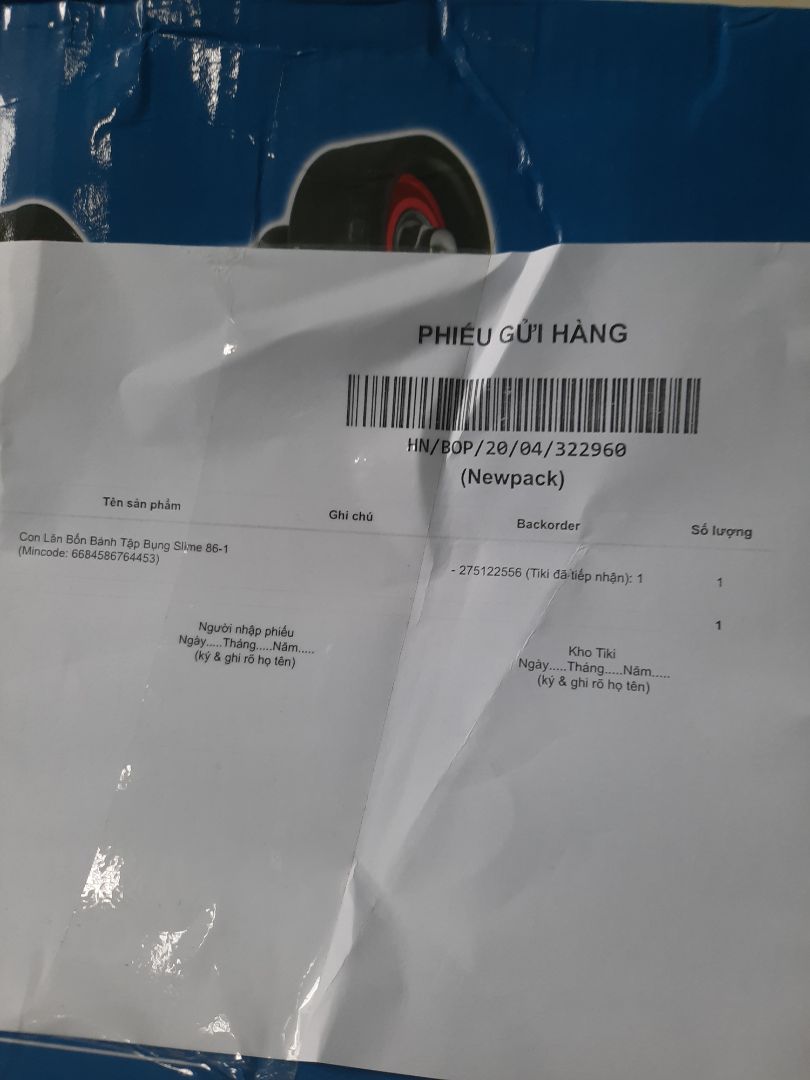 PHIẾU GỬI HÀNG
HN/BOP/20/04/322960
(Newpack)
Tên sản phẩm Ghi chú Backorder Số lượng
Con Lăn Bốn Bánh Tập Bụng Slime 86-1
(Mincode: 6684586764453)
- 275122556 (Tiki đã tiếp nhận): 1 1
1
Người nhập phiếu
Ngày.....Tháng.....Năm.....
(ký & ghi rõ họ tên)
Kho Tiki
Ngày.....Tháng.....Năm.....
(ký & ghi rõ họ tên)